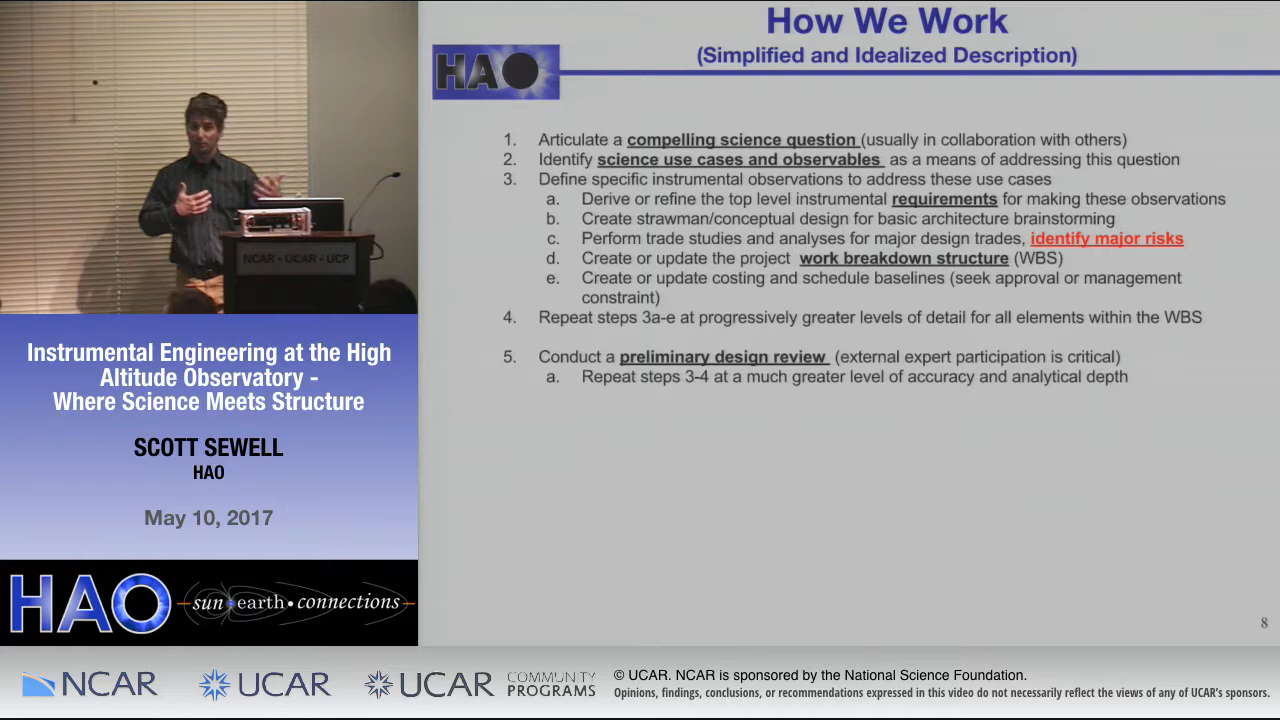 How We Work
(Simplified and Idealized Description)
HAO
1. Articulate a compelling science question (usually in collaboration with others)
2. Identify science use cases and observables as a means of addressing this question
3. Define specific instrumental observations to address these use cases
a. Derive or refine the top level instrumental requirements for making these observations
b. Create strawman/conceptual design for basic architecture brainstorming
c. Perform trade studies and analyses for major design trades, identify major risks
d. Create or update the project work breakdown structure (WBS)
e. Create or update costing and schedule baselines (seek approval or management
constraint)
4. Repeat steps 3a-e at progressively greater levels of detail for all elements within the WBS
5. Conduct a preliminary design review (external expert participation is critical)
a. Repeat steps 3-4 at a much greater level of accuracy and analytical depth
8
NCAR • UCAR • UCP
Instrumental Engineering at the High
Altitude Observatory -
Where Science Meets Structure
SCOTT SEWELL
HAO
May 10, 2017
HAO
sun • earth • connections
NCAR
UCAR
UCAR
COMMUNITY
PROGRAMS
© UCAR. NCAR is sponsored by the National Science Foundation.
Opinions, findings, conclusions, or recommendations expressed in this video do not necessarily reflect the views of any of UCAR's sponsors.